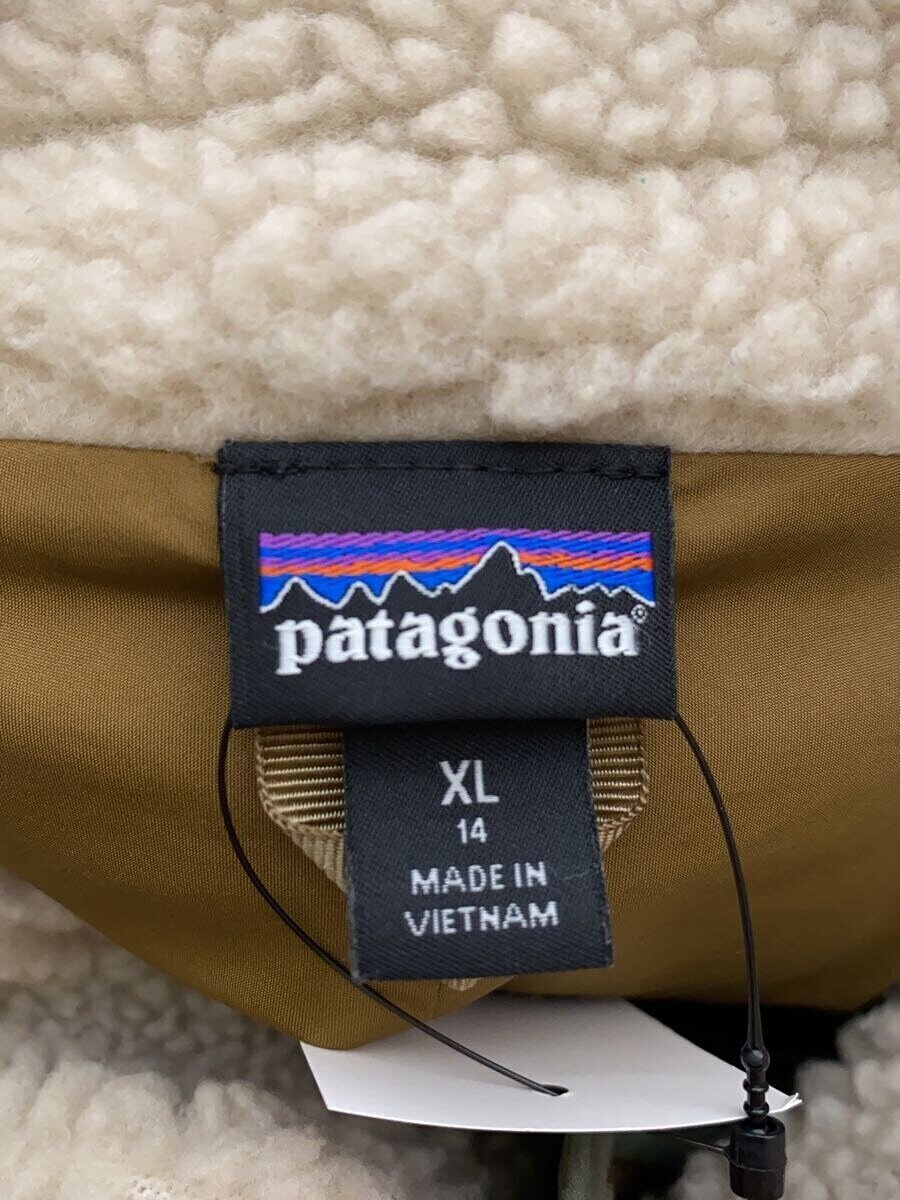 patagonia®
XL
14
MADE IN
VIETNAM